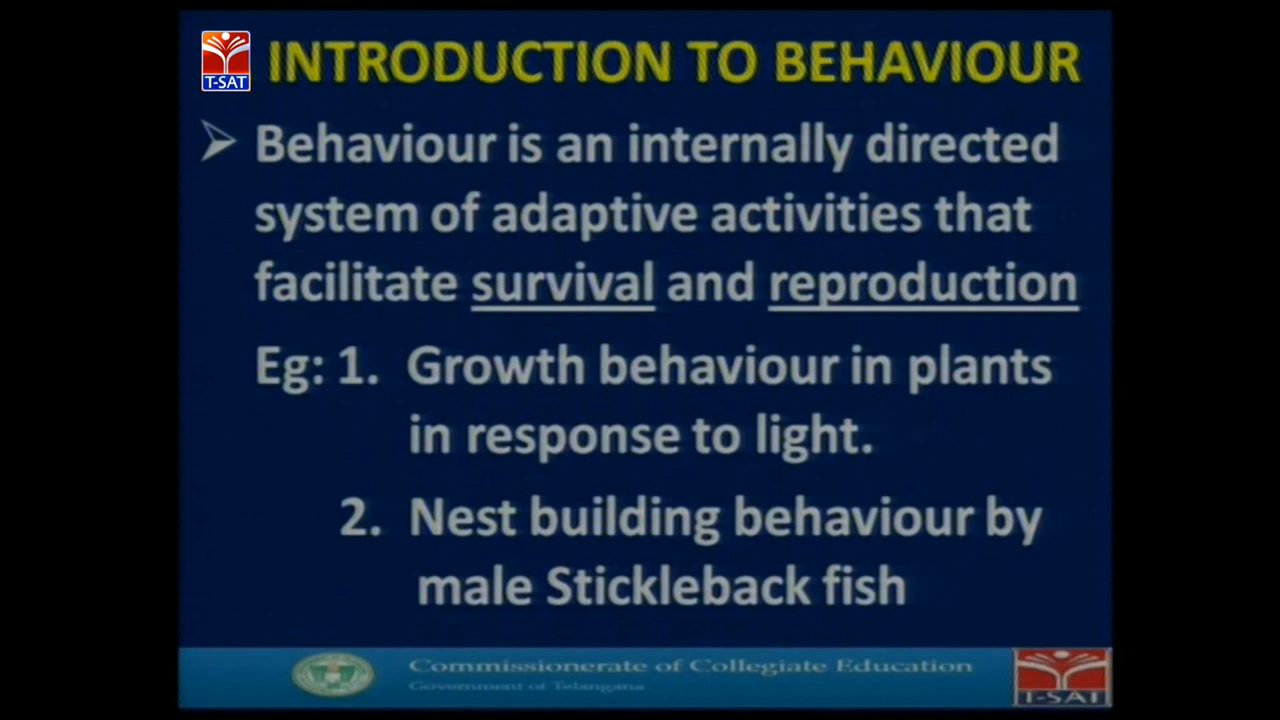 T-SAT
INTRODUCTION TO BEHAVIOUR
Behaviour is an internally directed
system of adaptive activities that
facilitate survival and reproduction
Eg: 1. Growth behaviour in plants
in response to light.
2. Nest building behaviour by
male Stickleback fish
Commissionerate of Collegiate Education
Government of Telangana
T-SAT